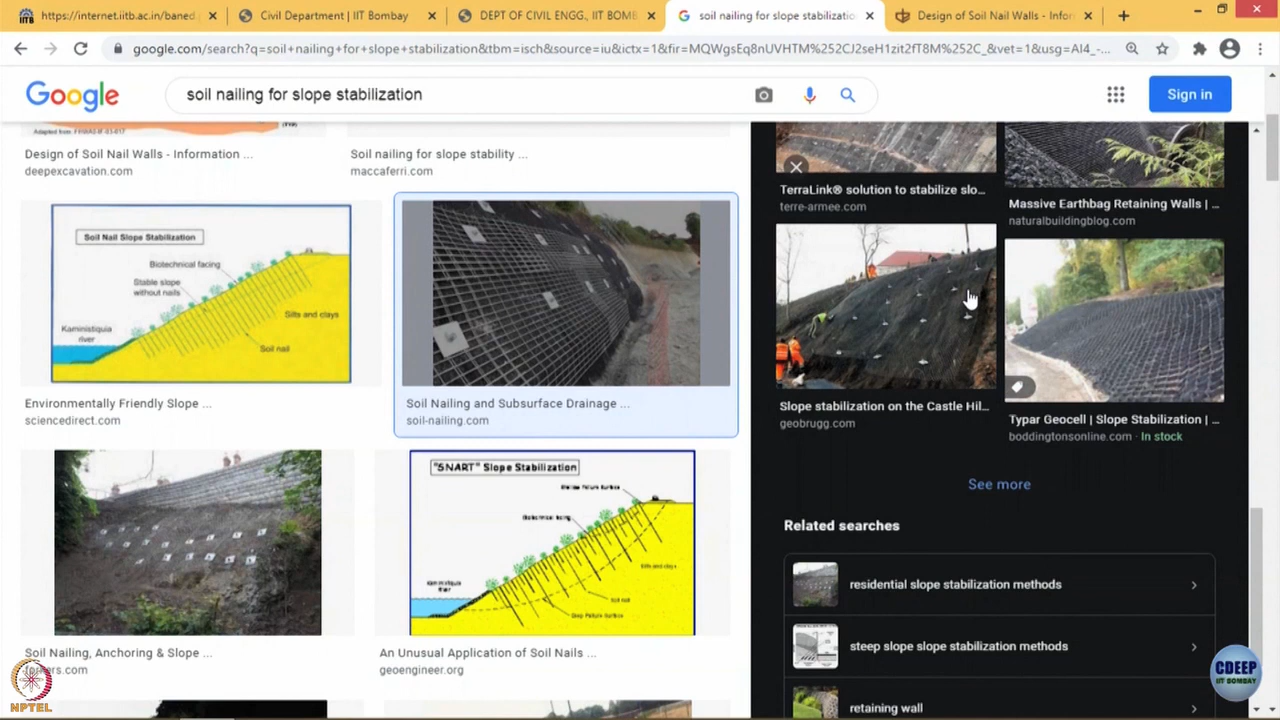 https://internet.iitb.ac.in/baned
Civil Department | IIT Bombay
DEPT OF CIVIL ENGG., IIT BOMB
soil nailing for slope stabilizatio
Design of Soil Nail Walls - Infor
google.com/search?q=soil+nailing+for+slope+stabilization&tbm=isch&source=iu&ictx=1&fir=MQWgsEq8nUVHTM%252CJ2seH1zit2fT8M%252C_&vet=1&usg=AI4_-...
Google
soil nailing for slope stabilization
Sign in
Adapted from: FHWA0-IF-03-017
Design of Soil Nail Walls - Information ...
deepexcavation.com
Soil nailing for slope stability ...
maccaferri.com
TerraLink® solution to stabilize slo...
terre-armee.com
Massive Earthbag Retaining Walls | ...
naturalbuildingblog.com
Soil Nail Slope Stabilization
Biotechnical facing
Stable slope
without nails
Kaministiquia
river
Silts and clays
Soil nail
Environmentally Friendly Slope ...
sciencedirect.com
Soil Nailing and Subsurface Drainage ...
soil-nailing.com
Slope stabilization on the Castle Hil...
geobrugg.com
Typar Geocell | Slope Stabilization | ...
boddingtonsonline.com · In stock
See more
"SNART" Slope Stabilization
Soil Nailing, Anchoring & Slope ...
An Unusual Application of Soil Nails ...
geoengineer.org
Related searches
residential slope stabilization methods
steep slope slope stabilization methods
retaining wall
NPTEL
CDEEP
IIT BOMBAY